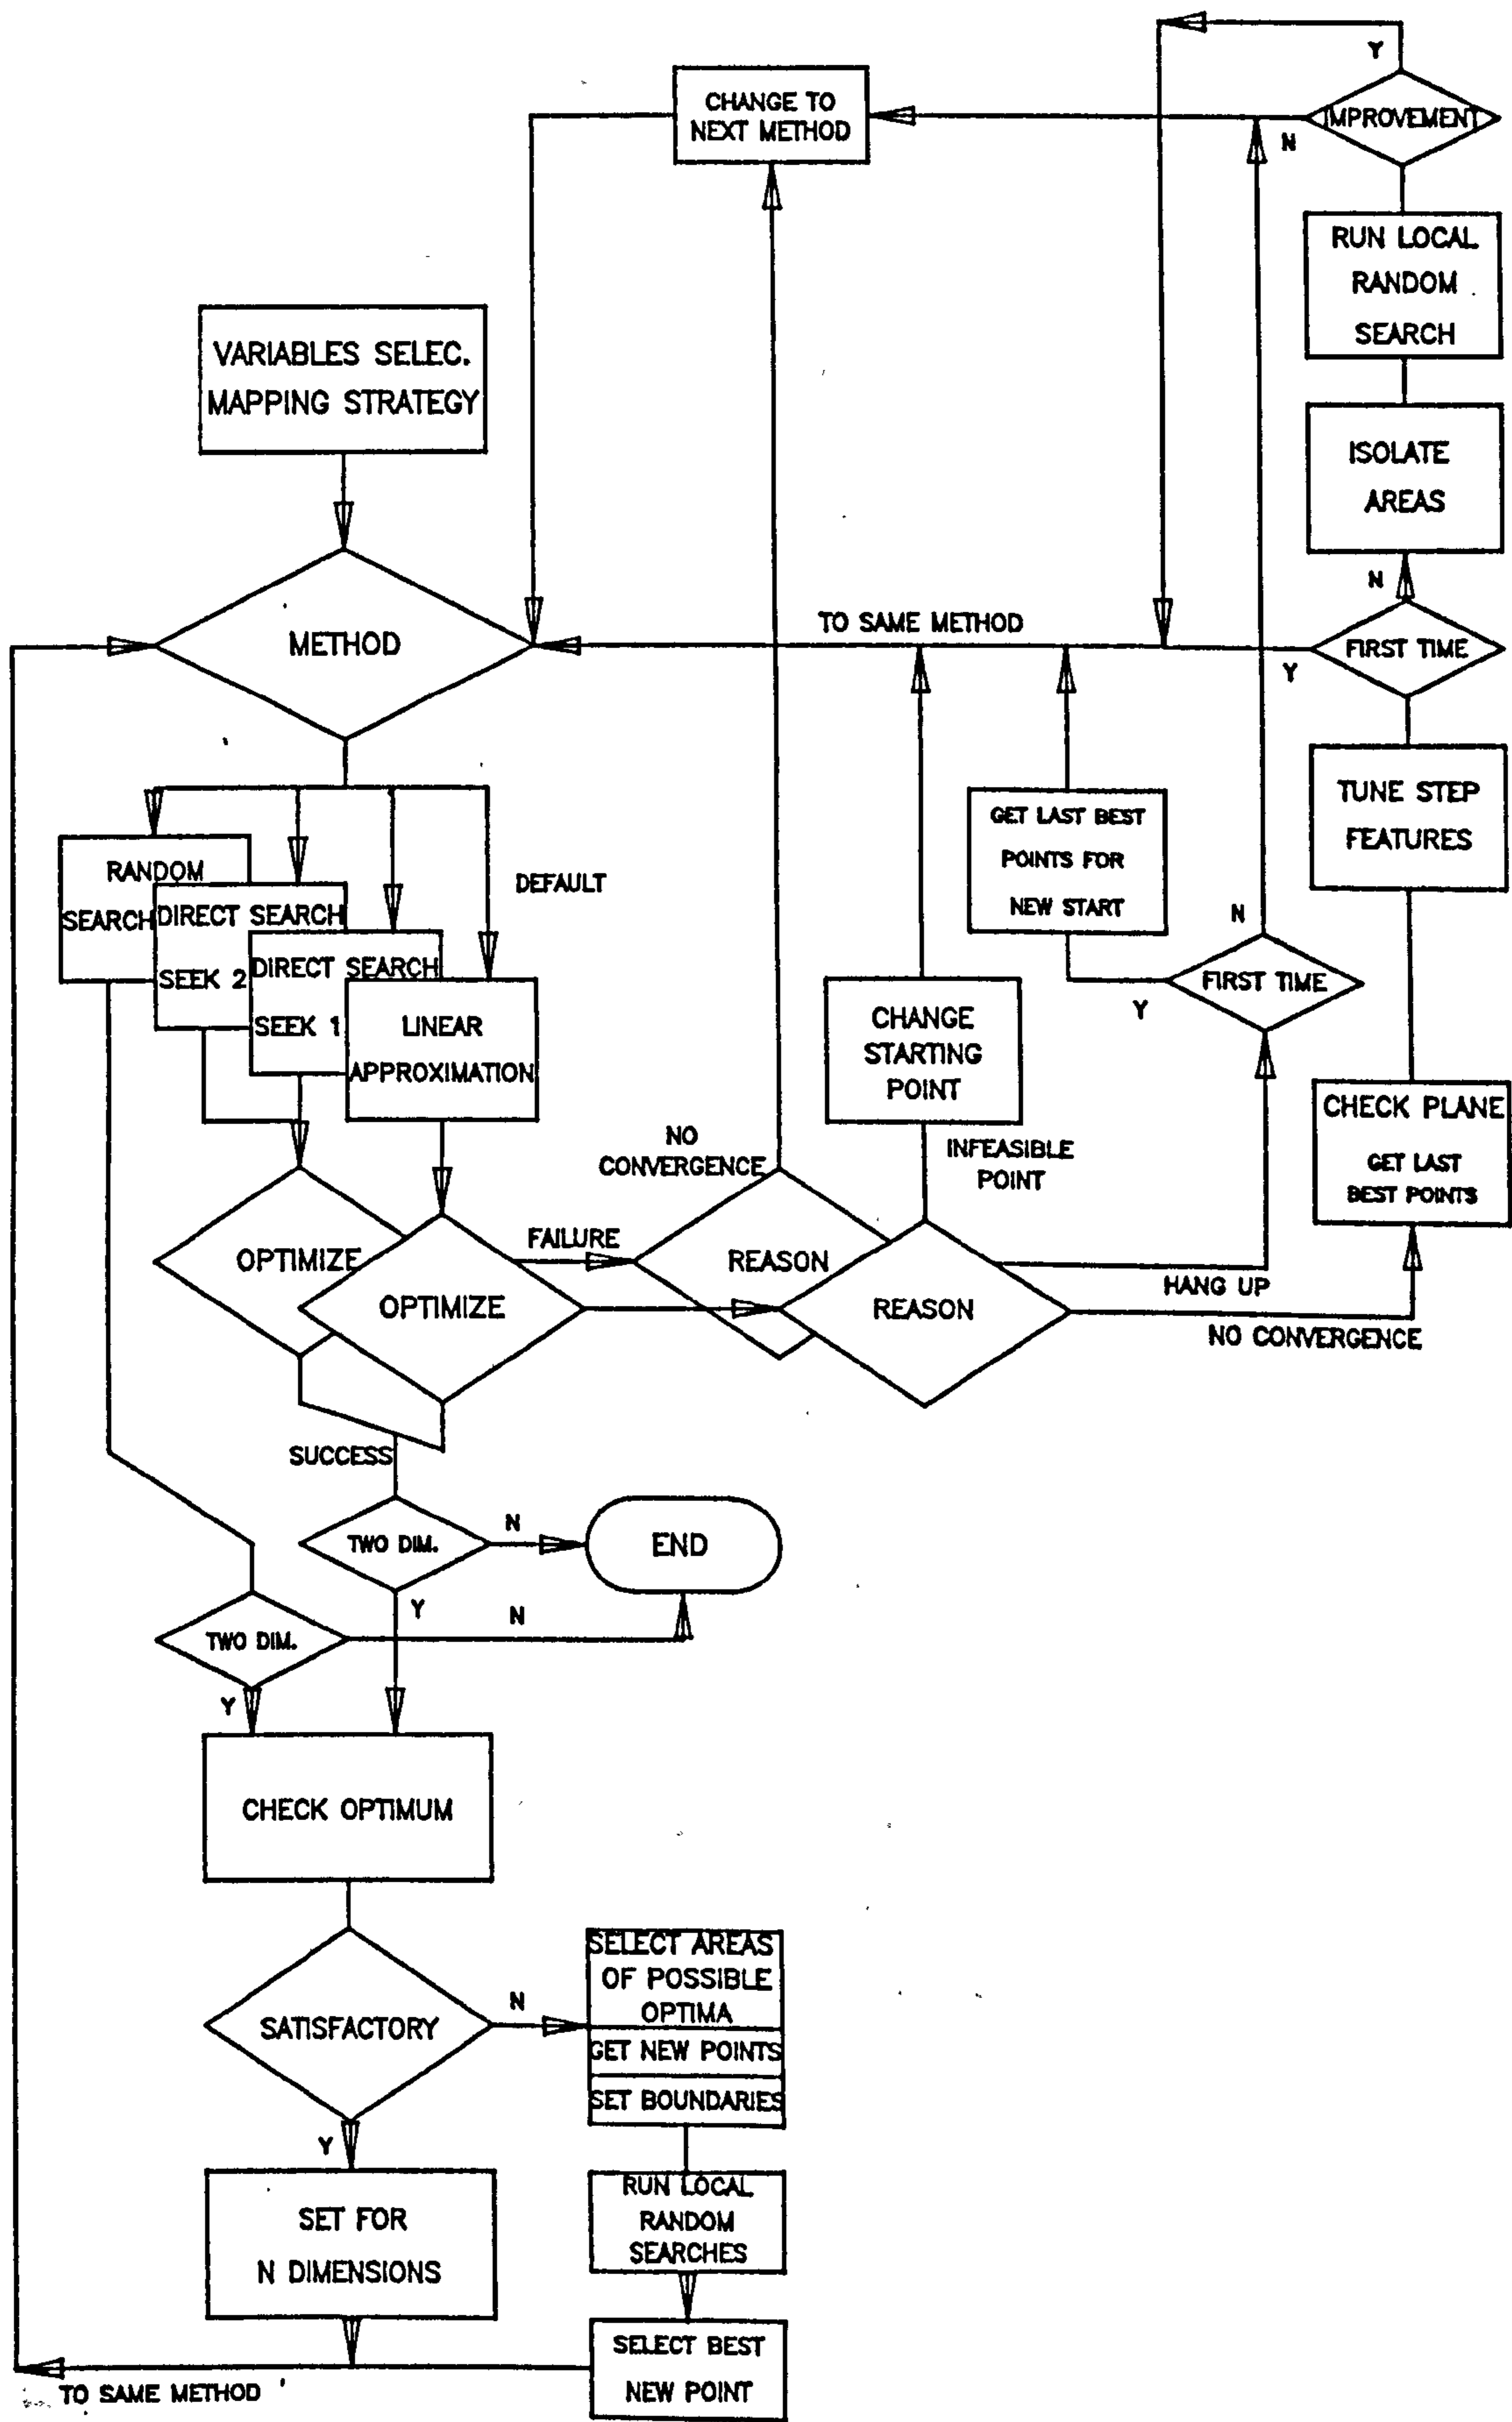 Y
CHANGE TO
NEXT METHOD
IMPROVEMENT
N
RUN LOCAL
RANDOM
SEARCH
VARIABLES SELEC.
MAPPING STRATEGY
ISOLATE
AREAS
N
METHOD
TO SAME METHOD
FIRST TIME
Y
TUNE STEP
FEATURES
GET LAST BEST
POINTS FOR
NEW START
RANDOM
SEARCH
DEFAULT
DIRECT SEARCH
SEEK 2
DIRECT SEARCH
SEEK 1
LINEAR
APPROXIMATION
N
FIRST TIME
Y
CHANGE
STARTING
POINT
CHECK PLANE
GET LAST
BEST POINTS
NO
CONVERGENCE
INFEASIBLE
POINT
OPTIMIZE
FAILURE
REASON
OPTIMIZE
REASON
HANG UP
NO CONVERGENCE
SUCCESS
TWO DIM.
N
END
Y
N
TWO DIM.
Y
CHECK OPTIMUM
SATISFACTORY
N
SELECT AREAS
OF POSSIBLE
OPTIMA
GET NEW POINTS
SET BOUNDARIES
Y
SET FOR
N DIMENSIONS
RUN LOCAL
RANDOM
SEARCHES
SELECT BEST
NEW POINT
TO SAME METHOD